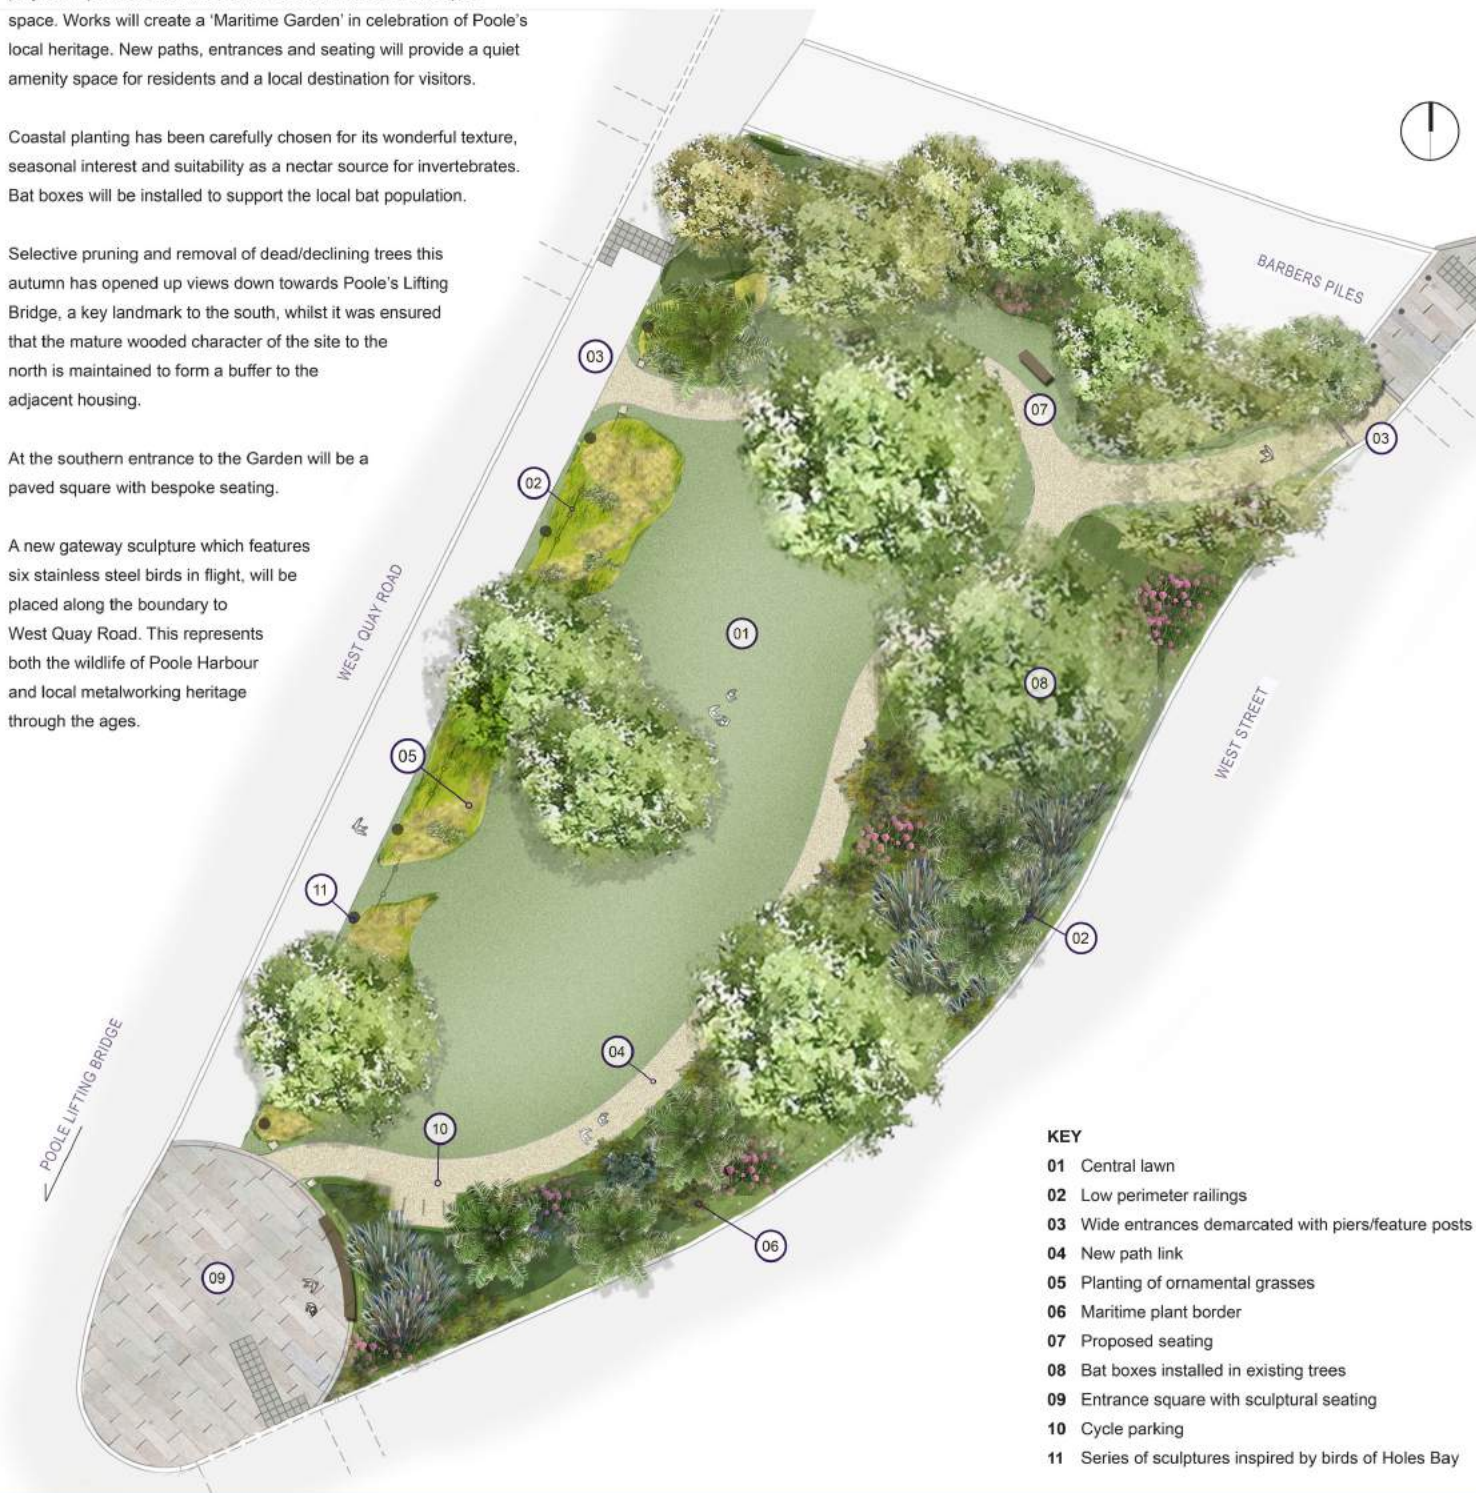 space. Works will create a ‘Maritime Garden’ in celebration of Poole’s
local heritage. New paths, entrances and seating will provide a quiet
amenity space for residents and a local destination for visitors.
Coastal planting has been carefully chosen for its wonderful texture,
seasonal interest and suitability as a nectar source for invertebrates.
Bat boxes will be installed to support the local bat population.
Selective pruning and removal of dead/declining trees this
autumn has opened up views down towards Poole’s Lifting
Bridge, a key landmark to the south, whilst it was ensured
that the mature wooded character of the site to the
north is maintained to form a buffer to the
adjacent housing.
At the southern entrance to the Garden will be a
paved square with bespoke seating.
A new gateway sculpture which features
six stainless steel birds in flight, will be
placed along the boundary to
West Quay Road. This represents
both the wildlife of Poole Harbour
and local metalworking heritage
through the ages.
BARBERS PILES
03
07
03
02
WEST QUAY ROAD
01
08
WEST STREET
05
11
02
04
POOLE LIFTING BRIDGE
10
06
09
KEY
01 Central lawn
02 Low perimeter railings
03 Wide entrances demarcated with piers/feature posts
04 New path link
05 Planting of ornamental grasses
06 Maritime plant border
07 Proposed seating
08 Bat boxes installed in existing trees
09 Entrance square with sculptural seating
10 Cycle parking
11 Series of sculptures inspired by birds of Holes Bay